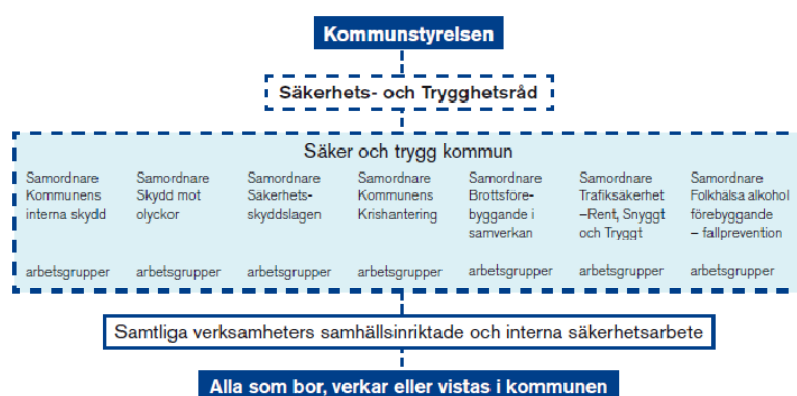 Kommunstyrelsen
Säkerhets- och Trygghetsråd
Säker och trygg kommun
Samordnare
Kommunens
interna skydd
arbetsgrupper
Samordnare
Skydd mot
olyckor
arbetsgrupper
Samordnare
Säkerhets-
skyddslagen
arbetsgrupper
Samordnare
Kommunens
Krishantering
arbetsgrupper
Samordnare
Brottsföre-
byggande i
samverkan
arbetsgrupper
Samordnare
Trafiksäkerhet
–Rent, Snyggt
och Tryggt
arbetsgrupper
Samordnare
Folkhälsa alkohol
förebyggande
– fallprevention
arbetsgrupper
Samtliga verksamheters samhällsinriktade och interna säkerhetsarbete
Alla som bor, verkar eller vistas i kommunen